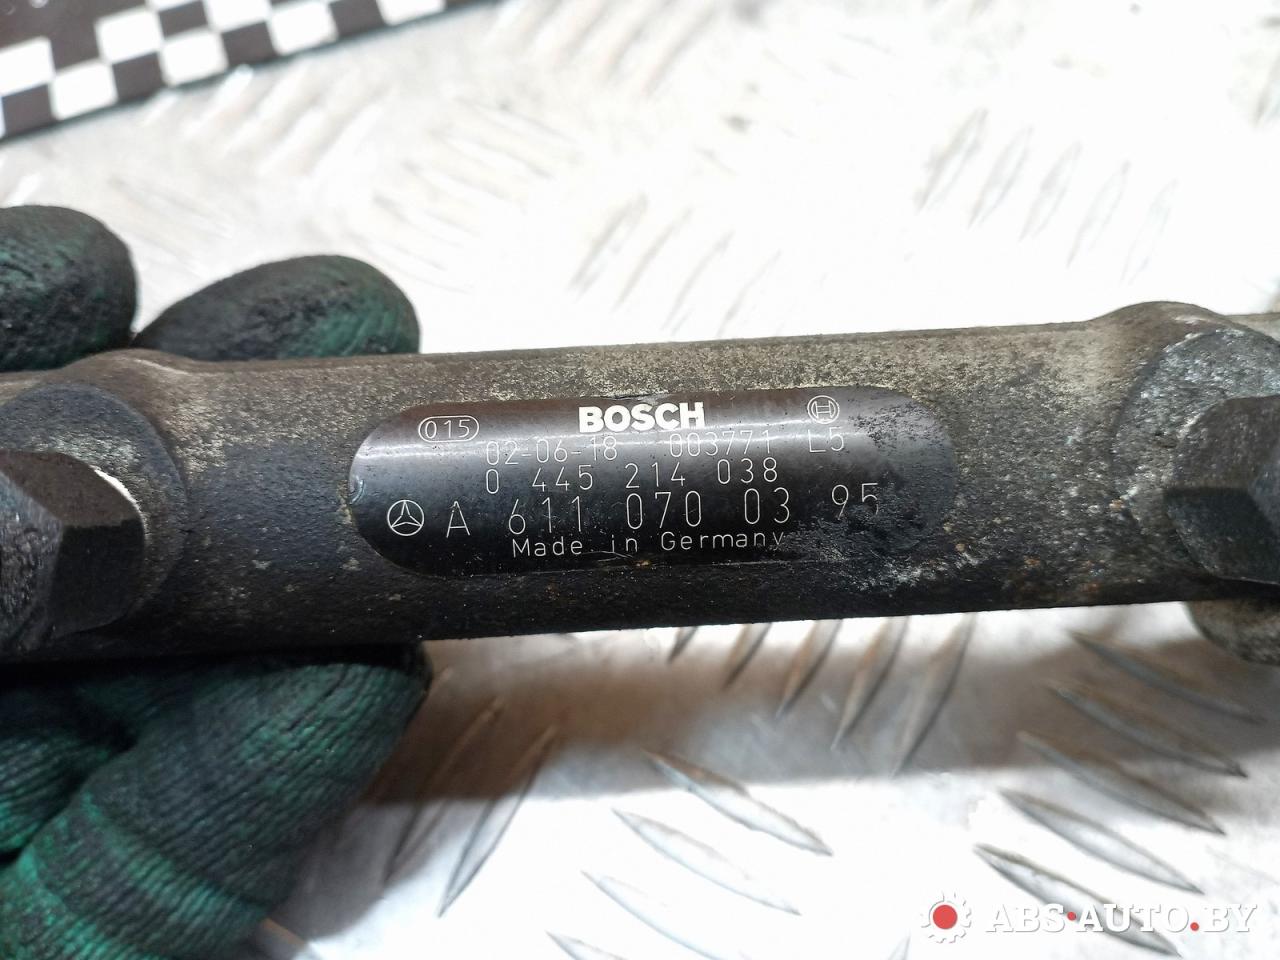 015 BOSCH
02-06-18 003771 L5
0 445 214 038
A 611 070 03 95
Made in Germany
ABS-AUTO.BY